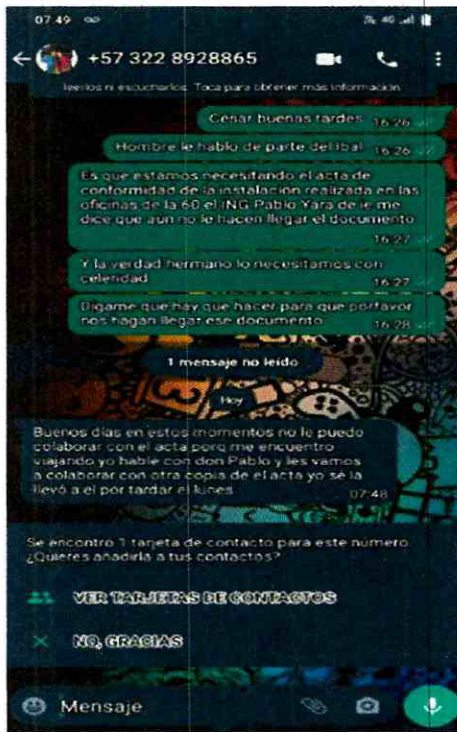 07:49
4G
+57 322 8928865
leerlos ni escucharlos. Toca para obtener más información.
César buenas tardes 16:26
Hombre le hablo de parte del ibal 16:26
Es que estamos necesitando el acta de
conformidad de la instalación realizada en las
oficinas de la 60 el ING Pablo Yara de ie me
dice que aun no le hacen llegar el documento
16:27
Y la verdad hermano lo necesitamos con
celeridad 16:27
Digame que hay que hacer para que porfavor
nos hagan llegar ese documento 16:28
1 mensaje no leído
Hoy
Buenos días en estos momentos no le puedo
colaborar con el acta porq me encuentro
viajando yo hable con don Pablo y les vamos
a colaborar con otra copia de el acta yo se la
llevó a el por tardar el lunes 07:48
Se encontró 1 tarjeta de contacto para este número.
¿Quieres añadirla a tus contactos?
VER TARJETAS DE CONTACTOS
NO, GRACIAS
Mensaje